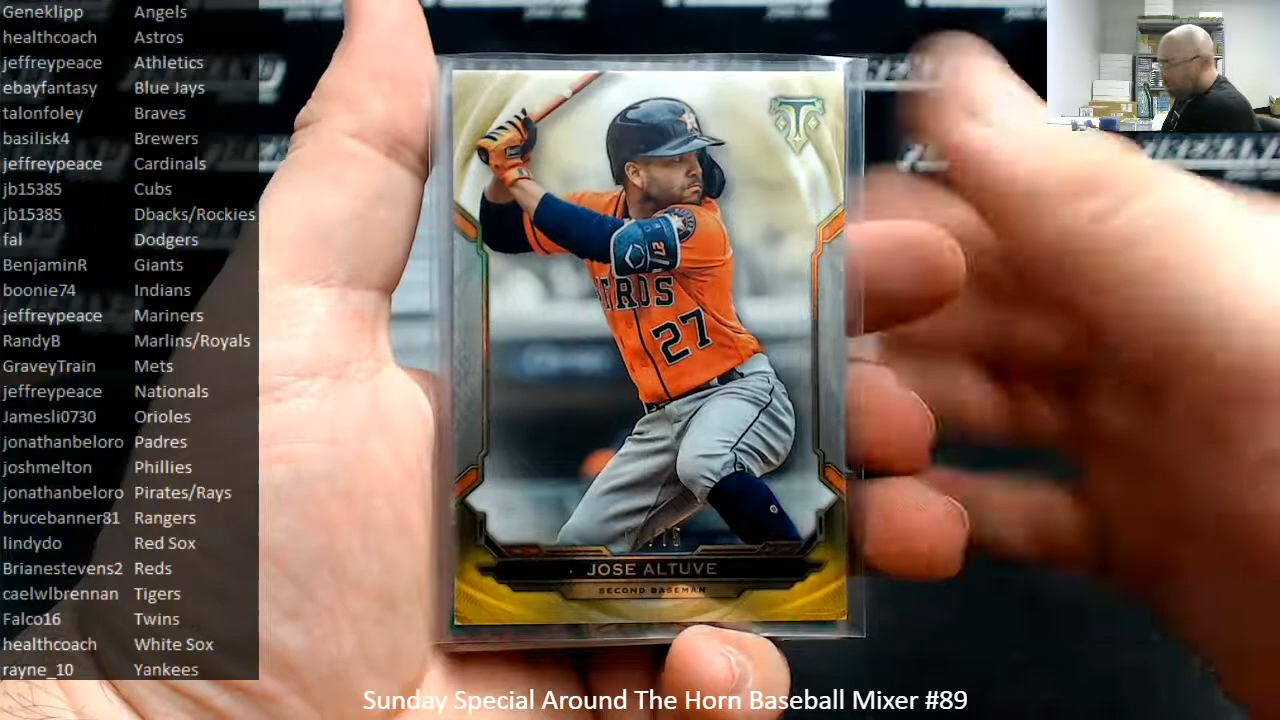 Geneklipp Angels
healthcoach Astros
jeffreypeace Athletics
ebayfantasy Blue Jays
talonfoley Braves
basilisk4 Brewers
jeffreypeace Cardinals
jb15385 Cubs
jb15385 Dbacks/Rockies
fal Dodgers
BenjaminR Giants
boonie74 Indians
jeffreypeace Mariners
RandyB Marlins/Royals
GraveyTrain Mets
jeffreypeace Nationals
Jamesli0730 Orioles
jonathanbeloro Padres
joshmelton Phillies
jonathanbeloro Pirates/Rays
brucebanner81 Rangers
lindydo Red Sox
Brianestevens2 Reds
caelwlbrennan Tigers
Falco16 Twins
healthcoach White Sox
rayne_10 Yankees
T
27
TROS
27
JOSE ALTUVE
SECOND BASEMAN
Sunday Special Around The Horn Baseball Mixer #89